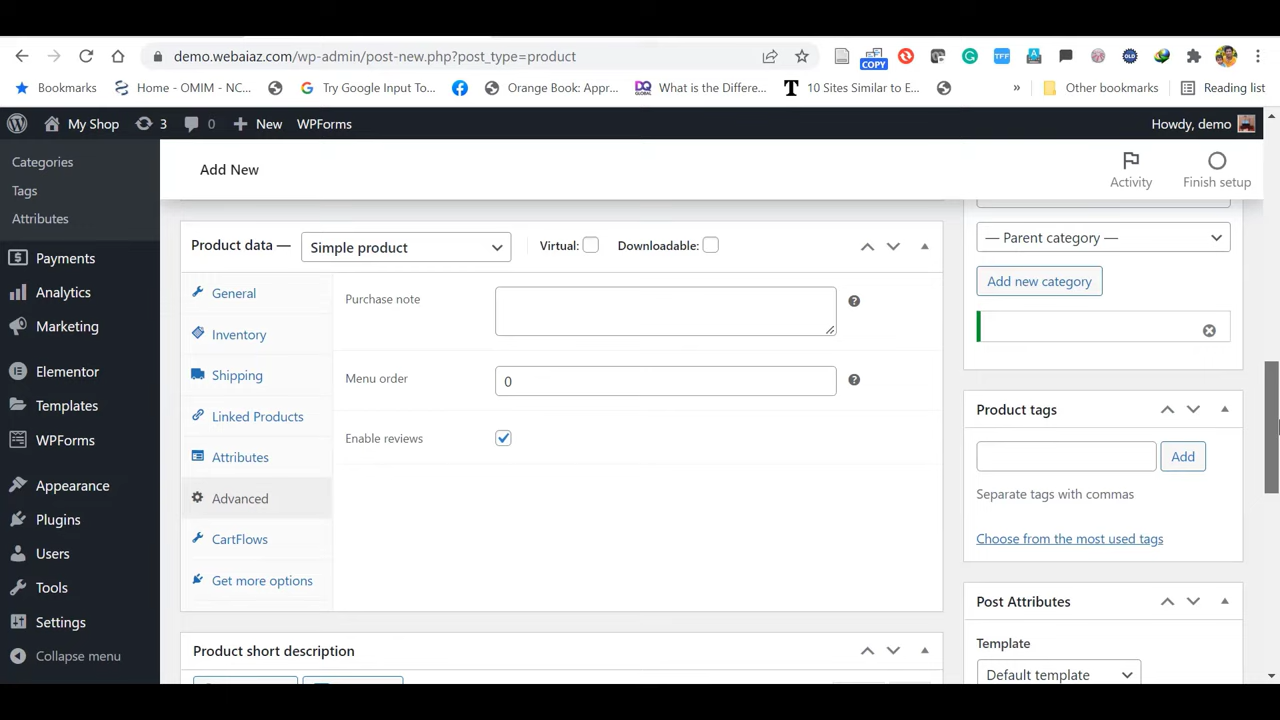 demo.webaiaz.com/wp-admin/post-new.php?post_type=product
COPY
TFF
OLD
Bookmarks
Home - OMIM - NC...
Try Google Input To...
Orange Book: Appr...
DQ GLOBAL
What is the Differe...
T
10 Sites Similar to E...
»
Other bookmarks
Reading list
My Shop
3
0
New
WPForms
Howdy, demo
Categories
Tags
Attributes
Payments
Analytics
Marketing
Elementor
Templates
WPForms
Appearance
Plugins
Users
Tools
Settings
Collapse menu
Add New
Activity
Finish setup
Product data —
Simple product
Virtual:
Downloadable:
General
Inventory
Shipping
Linked Products
Attributes
Advanced
CartFlows
Get more options
Purchase note
Menu order
0
Enable reviews
Product short description
— Parent category —
Add new category
Product tags
Add
Separate tags with commas
Choose from the most used tags
Post Attributes
Template
Default template